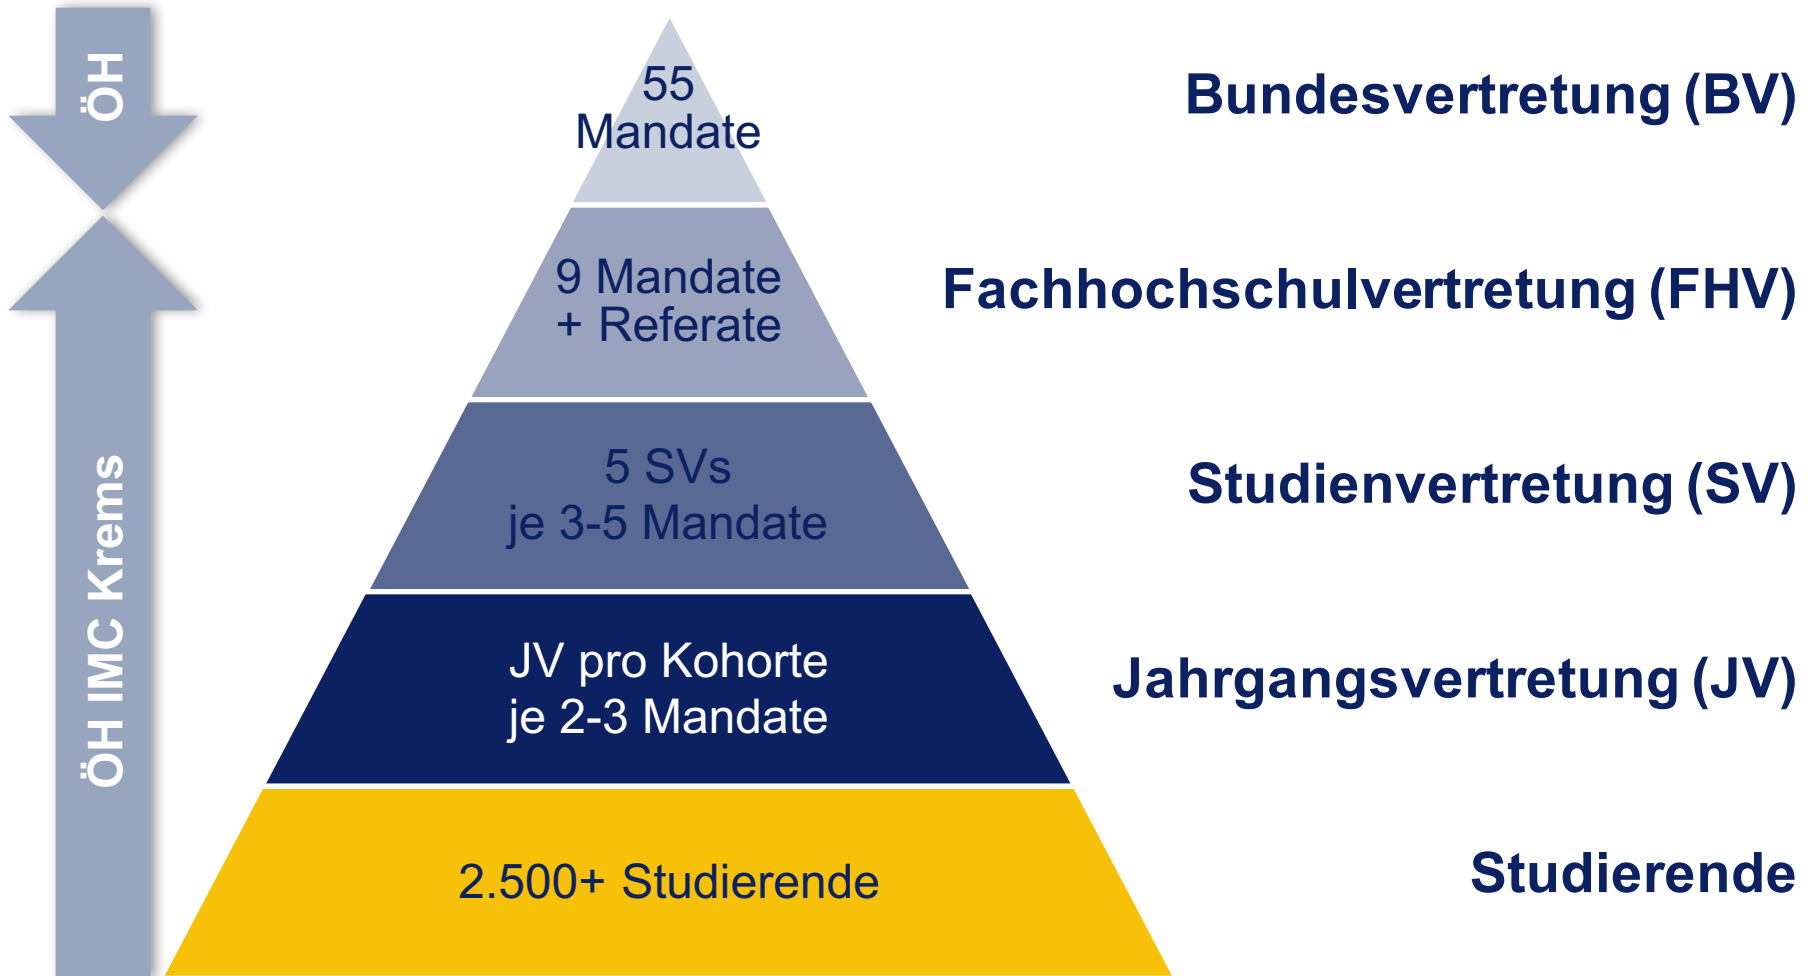 ÖH
55
Mandate
Bundesvertretung (BV)
9 Mandate
+ Referate
Fachhochschulvertretung (FHV)
5 SVs
je 3-5 Mandate
Studienvertretung (SV)
ÖH IMC Krems
JV pro Kohorte
je 2-3 Mandate
Jahrgangsvertretung (JV)
2.500+ Studierende
Studierende